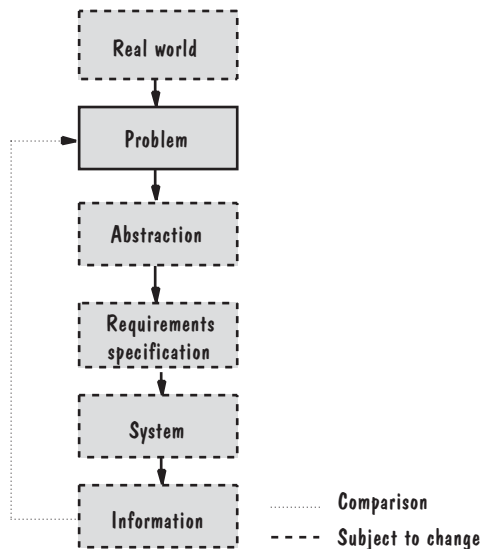 Real world
Problem
Abstraction
Requirements
specification
System
Information
Comparison
Subject to change